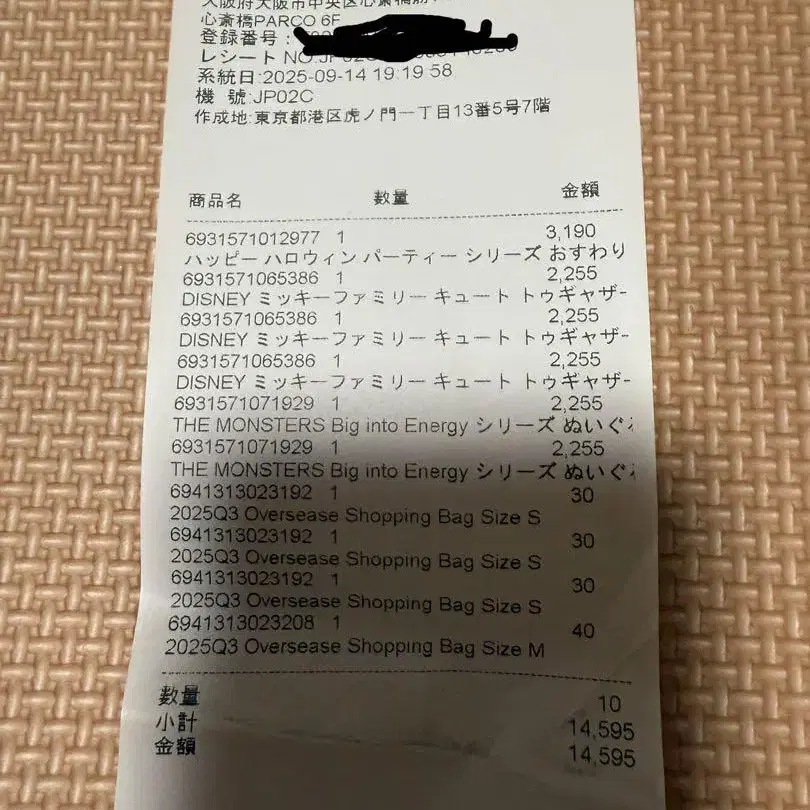 大阪府大阪市中央区心斎橋筋
心斎橋PARCO 6F
登録番号:
レシート NO:JP02C
系統日:2025-09-14 19:19:58
機 號:JP02C
作成地:東京都港区虎ノ門一丁目13番5号7階
商品名 數量 金額
6931571012977 1 3,190
ハッピー ハロウィン パーティー シリーズ おすわり
6931571065386 1 2,255
DISNEY ミッキーファミリー キュート トゥギャザー
6931571065386 1 2,255
DISNEY ミッキーファミリー キュート トゥギャザー
6931571065386 1 2,255
DISNEY ミッキーファミリー キュート トゥギャザー
6931571071929 1 2,255
THE MONSTERS Big into Energy シリーズ ぬいぐ
6931571071929 1 2,255
THE MONSTERS Big into Energy シリーズ ぬいぐ
6941313023192 1 30
2025Q3 Oversease Shopping Bag Size S
6941313023192 1 30
2025Q3 Oversease Shopping Bag Size S
6941313023192 1 30
2025Q3 Oversease Shopping Bag Size S
6941313023208 1 40
2025Q3 Oversease Shopping Bag Size M
數量 10
小計 14,595
金額 14,595